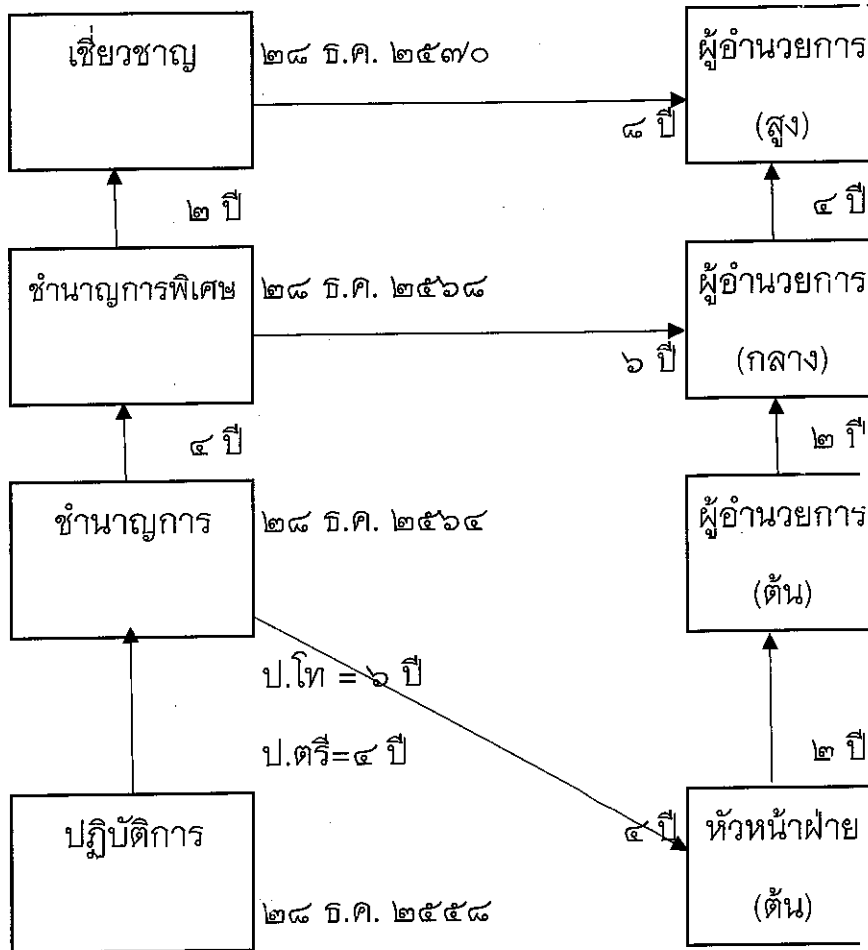 เชี่ยวชาญ ๒๘ ธ.ค. ๒๕๗๐ ผู้อำนวยการ
๘ ปี (สูง)
๒ ปี ๔ ปี
ชำนาญการพิเศษ ๒๘ ธ.ค. ๒๕๖๘ ผู้อำนวยการ
๖ ปี (กลาง)
๔ ปี ๒ ปี
ชำนาญการ ๒๘ ธ.ค. ๒๕๖๔ ผู้อำนวยการ
(ต้น)
ป.โท = ๖ ปี
ป.ตรี=๔ ปี ๒ ปี
ปฏิบัติการ ๔ ปี หัวหน้าฝ่าย
๒๘ ธ.ค. ๒๕๕๘ (ต้น)